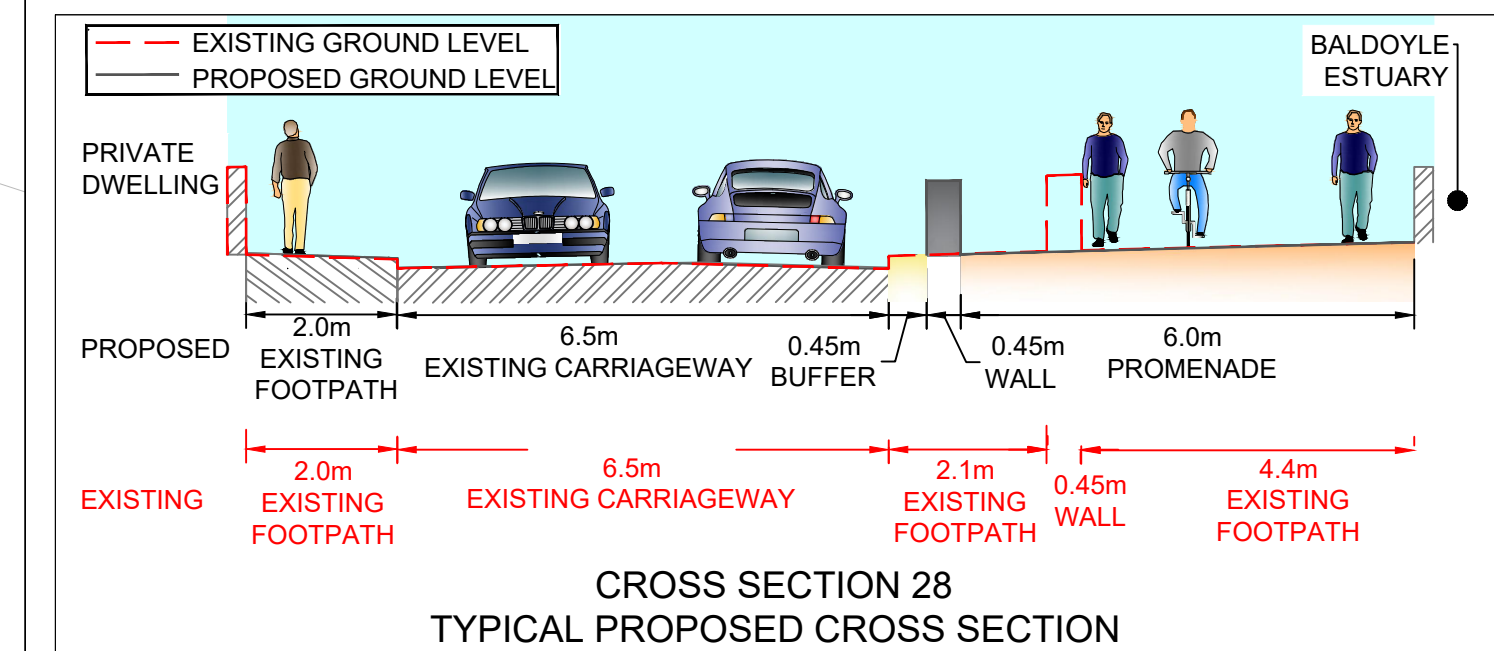 EXISTING GROUND LEVEL
PROPOSED GROUND LEVEL
BALDOYLE
ESTUARY
PRIVATE
DWELLING
PROPOSED
2.0m
EXISTING
FOOTPATH
6.5m
EXISTING CARRIAGEWAY
0.45m
BUFFER
0.45m
WALL
6.0m
PROMENADE
EXISTING
2.0m
EXISTING
FOOTPATH
6.5m
EXISTING CARRIAGEWAY
2.1m
EXISTING
FOOTPATH
0.45m
WALL
4.4m
EXISTING
FOOTPATH
CROSS SECTION 28
TYPICAL PROPOSED CROSS SECTION